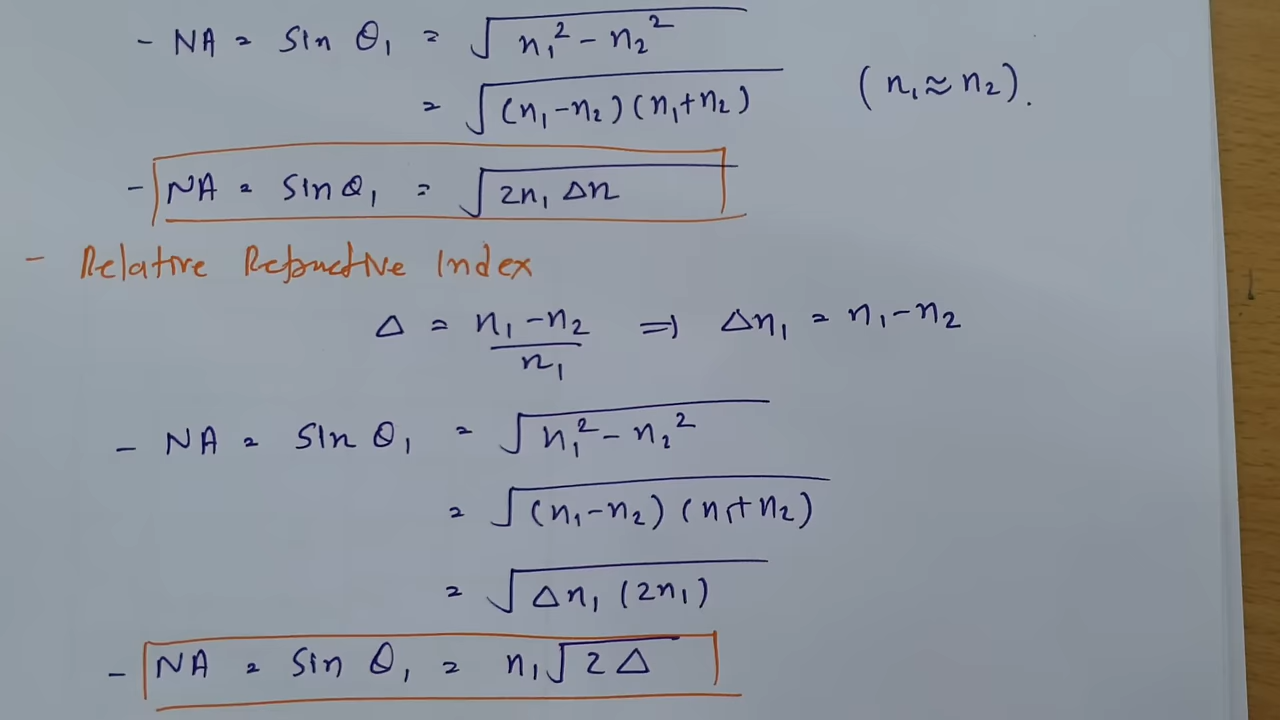 - NA = Sin θ₁ = √(n₁² - n₂²)
= √((n₁-n₂)(n₁+n₂)) (n₁≈n₂).
- NA = Sin θ₁ = √(2n₁ Δn)
- Relative Refractive Index
Δ = (n₁-n₂)/n₁ ⇒ Δn₁ = n₁-n₂
- NA = Sin θ₁ = √(n₁² - n₂²)
= √((n₁-n₂)(n₁+n₂))
= √(Δn₁(2n₁))
- NA = Sin θ₁ = n₁√(2Δ)